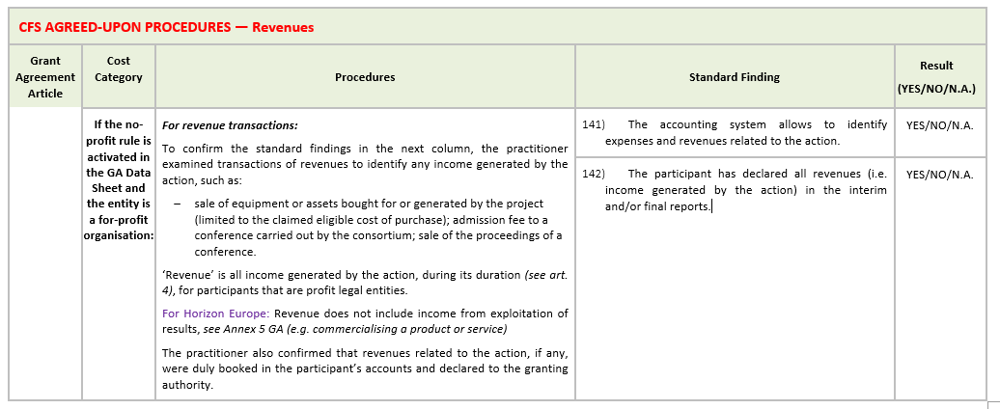 CFS AGREED-UPON PROCEDURES — Revenues
Grant
Agreement
Article
Cost
Category
Procedures
Standard Finding
Result
(YES/NO/N.A.)
If the no-
profit rule is
activated in
the GA Data
Sheet and
the entity is
a for-profit
organisation:
For revenue transactions:
To confirm the standard findings in the next column, the practitioner
examined transactions of revenues to identify any income generated by the
action, such as:
– sale of equipment or assets bought for or generated by the project
(limited to the claimed eligible cost of purchase); admission fee to a
conference carried out by the consortium; sale of the proceedings of a
conference.
‘Revenue’ is all income generated by the action, during its duration (see art.
4), for participants that are profit legal entities.
For Horizon Europe: Revenue does not include income from exploitation of
results, see Annex 5 GA (e.g. commercialising a product or service)
The practitioner also confirmed that revenues related to the action, if any,
were duly booked in the participant’s accounts and declared to the granting
authority.
141) The accounting system allows to identify
expenses and revenues related to the action.
YES/NO/N.A.
142) The participant has declared all revenues (i.e.
income generated by the action) in the interim
and/or final reports.
YES/NO/N.A.